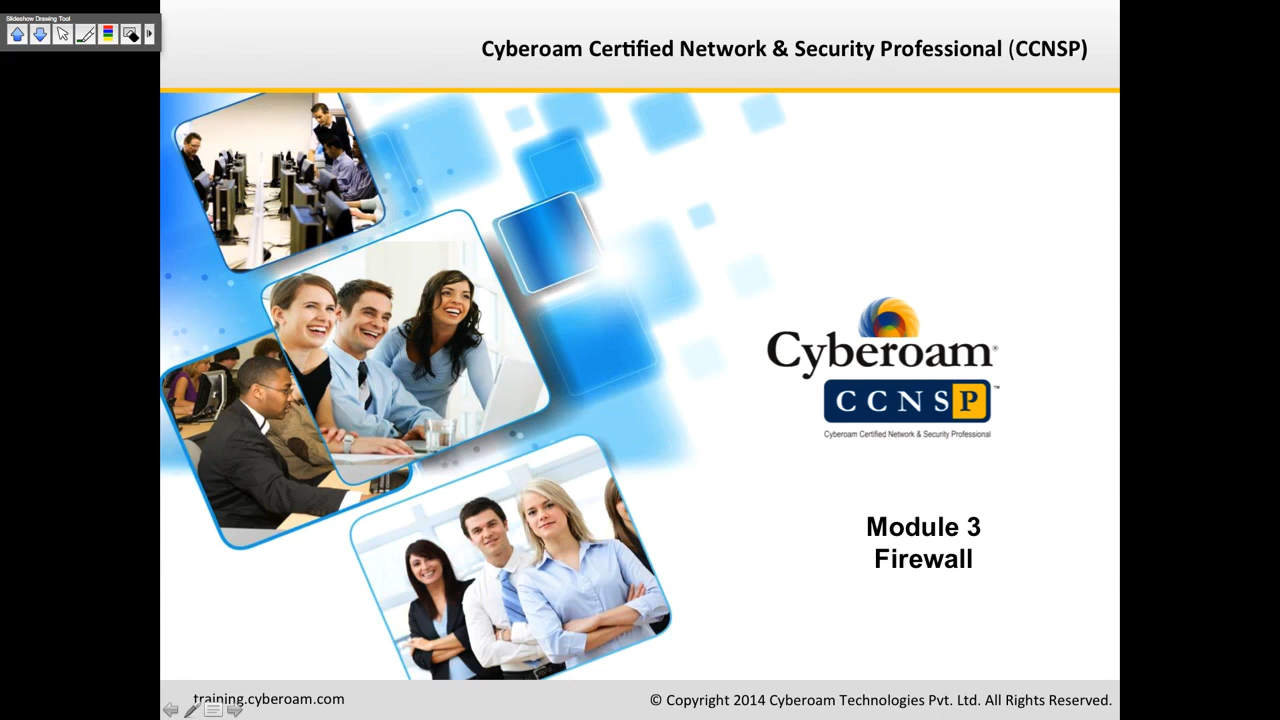 Slideshow Drawing Tool
Cyberoam Certified Network & Security Professional (CCNSP)
Cyberoam®
CCNSP™
Cyberoam Certified Network & Security Professional
Module 3
Firewall
training.cyberoam.com
© Copyright 2014 Cyberoam Technologies Pvt. Ltd. All Rights Reserved.